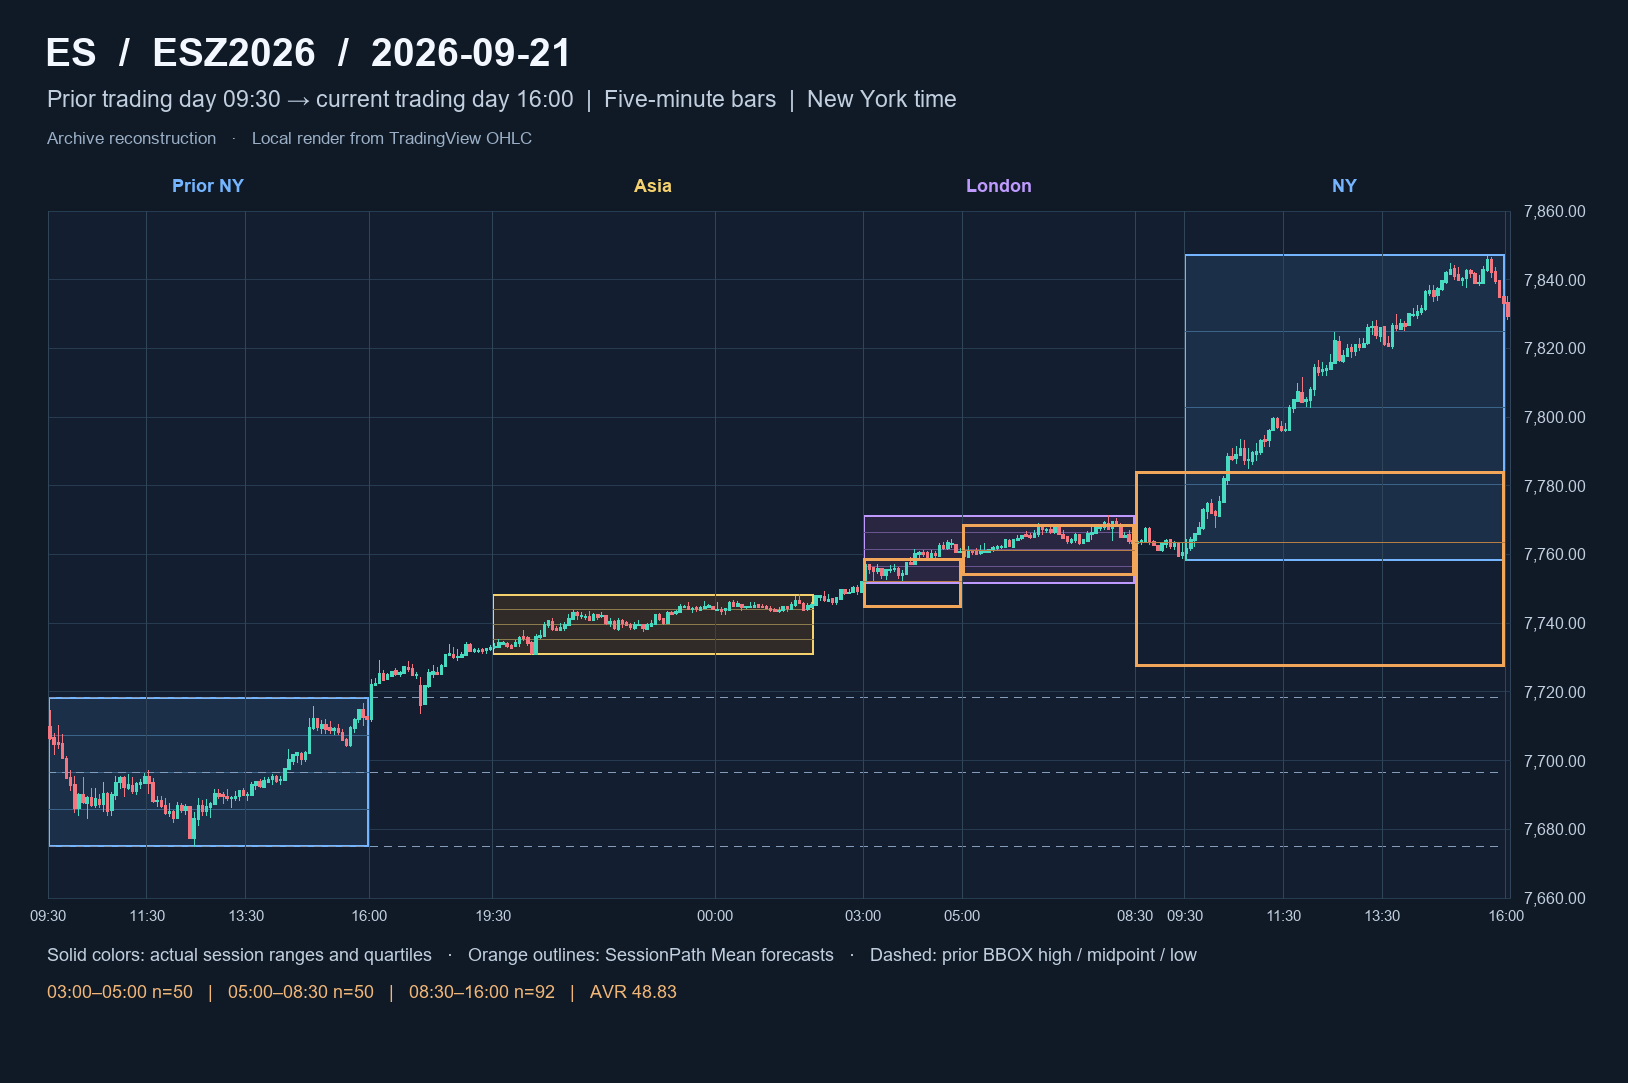 ES / ESZ2026 / 2026-09-21
Prior trading day 09:30 → current trading day 16:00 | Five-minute bars | New York time
Archive reconstruction · Local render from TradingView OHLC
Prior NY Asia London NY
7,860.00
7,840.00
7,820.00
7,800.00
7,780.00
7,760.00
7,740.00
7,720.00
7,700.00
7,680.00
7,660.00
09:30 11:30 13:30 16:00 19:30 00:00 03:00 05:00 08:30 09:30 11:30 13:30 16:00
Solid colors: actual session ranges and quartiles · Orange outlines: SessionPath Mean forecasts · Dashed: prior BBOX high / midpoint / low
03:00–05:00 n=50 | 05:00–08:30 n=50 | 08:30–16:00 n=92 | AVR 48.83